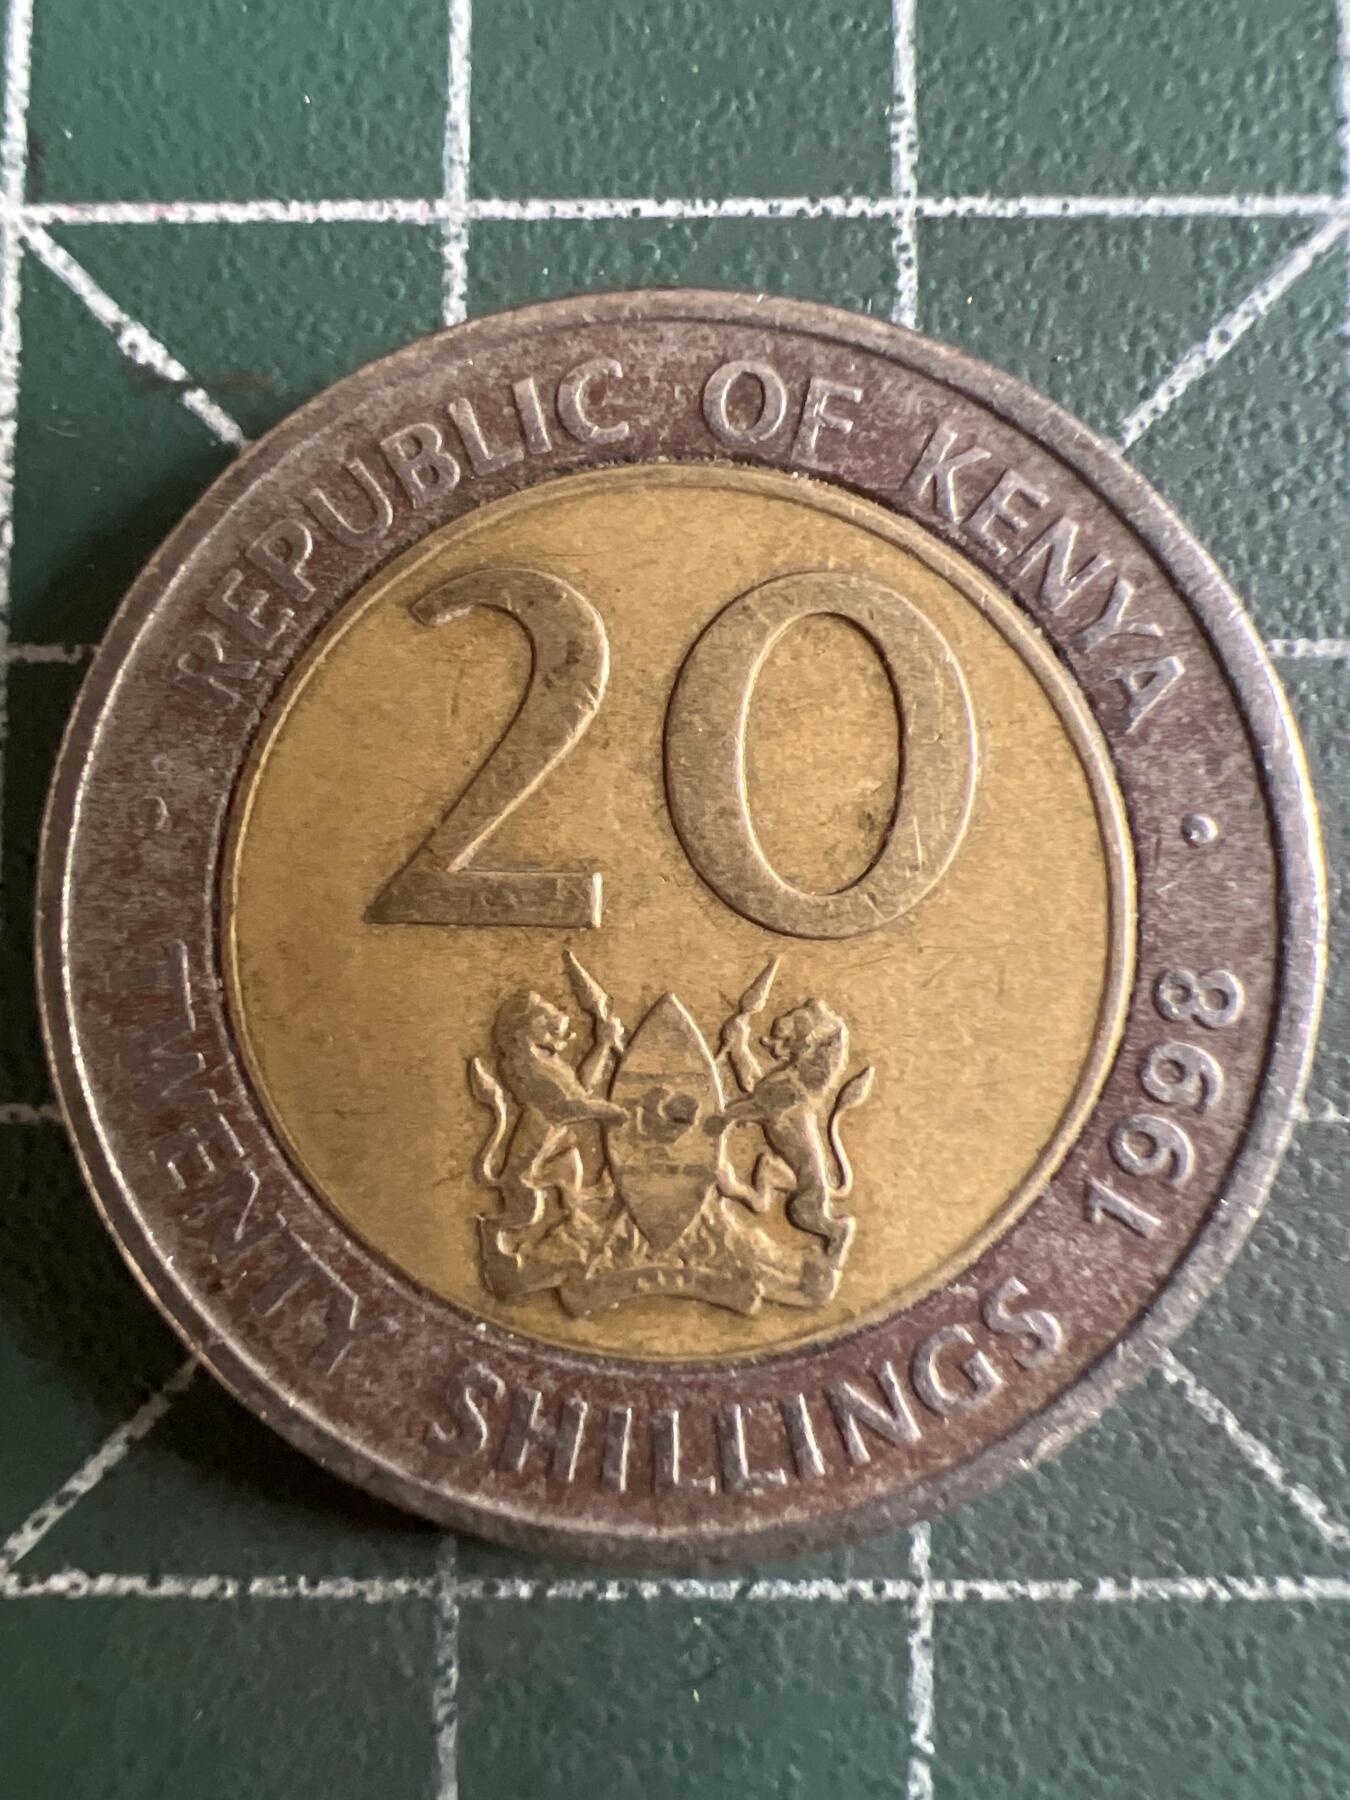 REPUBLIC OF KENYA
20
TWENTY SHILLINGS 1998